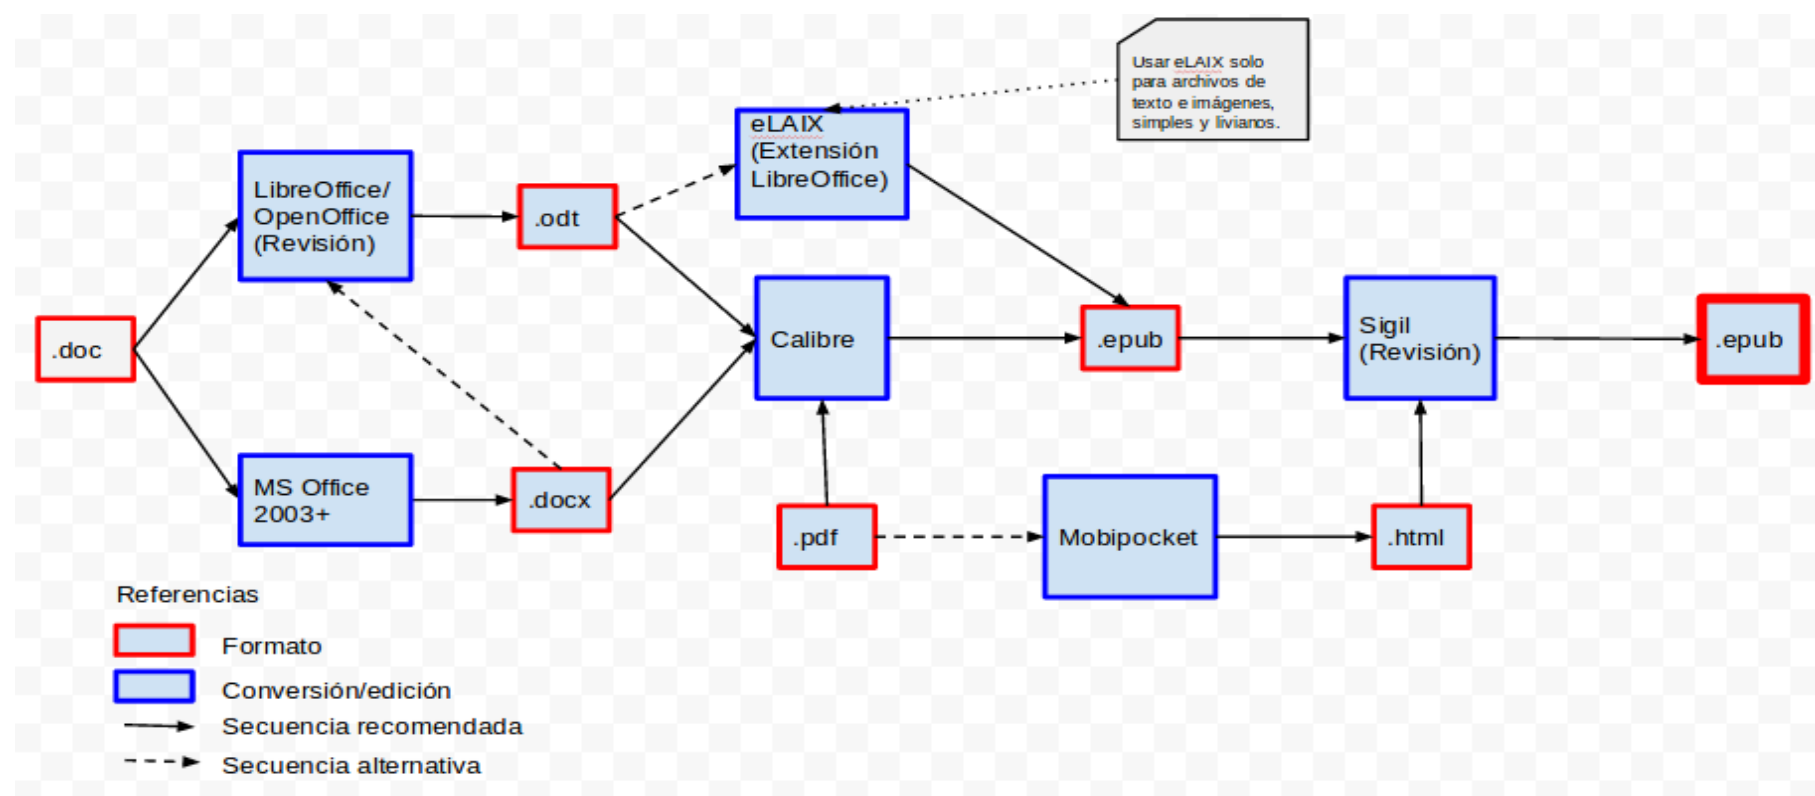 Usar eLAIX solo
para archivos de
texto e imágenes,
simples y livianos.
eLAIX
(Extensión
LibreOffice)
LibreOffice/
OpenOffice
(Revisión)
.odt
.doc
Calibre
.epub
Sigil
(Revisión)
.epub
MS Office
2003+
.docx
.pdf
Mobipocket
.html
Referencias
Formato
Conversión/edición
Secuencia recomendada
Secuencia alternativa